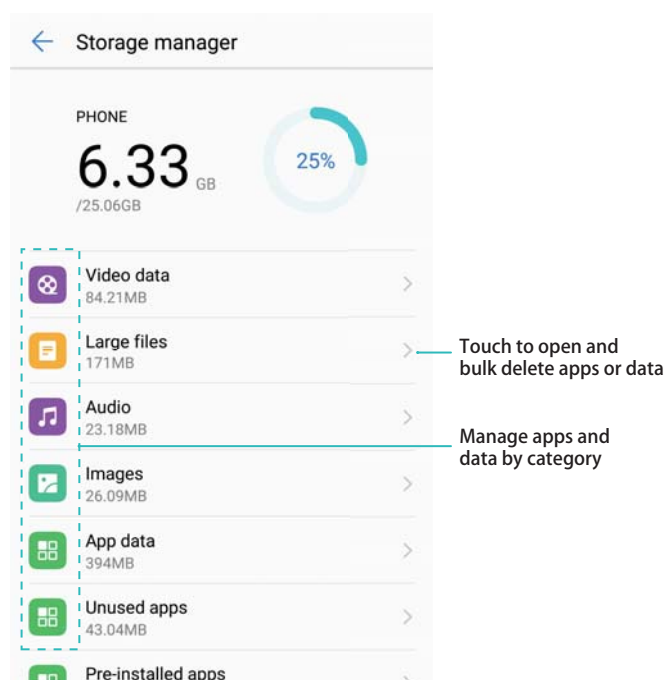 Storage manager
PHONE
6.33 GB
/25.06GB
25%
Video data
84.21MB
Large files
171MB
Touch to open and
bulk delete apps or data
Audio
23.18MB
Manage apps and
data by category
Images
26.09MB
App data
394MB
Unused apps
43.04MB
Pre-installed apps